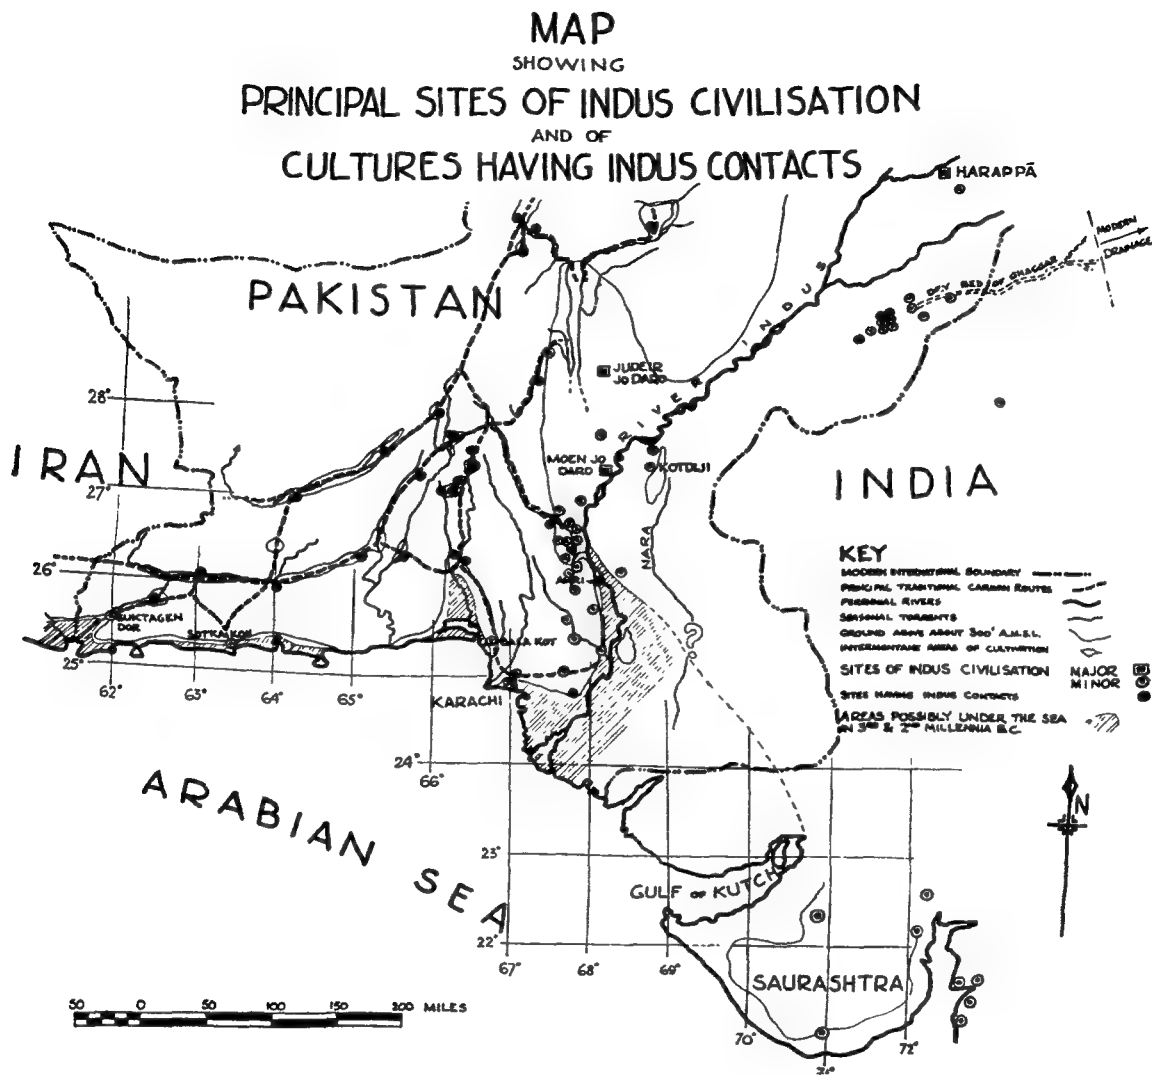 MAP
SHOWING
PRINCIPAL SITES OF INDUS CIVILISATION
AND OF
CULTURES HAVING INDUS CONTACTS
HARAPPĀ
MODERN
DRAINAGE
DRY BED OF GHAGGAR
PAKISTAN
RIVER INDUS
JUDEIR
JO DARO
28°
IRAN
MOEN JO
DARO
KOTDIJI
27°
INDIA
NARA
26°
AMRI
SUKTAGEN
DOR
SOTKA KOH
BALA KOT
25°
62°
63°
64°
65°
KARACHI
KEY
MODERN INTERNATIONAL BOUNDARY
PRINCIPAL TRADITIONAL CARAVAN ROUTES
PERENNIAL RIVERS
SEASONAL TORRENTS
GROUND ABOVE ABOUT 300' A.M.S.L.
INTERMONTANE AREAS OF CULTIVATION
SITES OF INDUS CIVILISATION MAJOR
MINOR
SITES HAVING INDUS CONTACTS
AREAS POSSIBLY UNDER THE SEA
IN 3RD & 2ND MILLENNIA B.C.
24°
66°
ARABIAN SEA
N
23°
GULF OF KUTCH
22°
67°
68°
69°
SAURASHTRA
50 0 50 100 150 200 MILES
70°
71°
72°